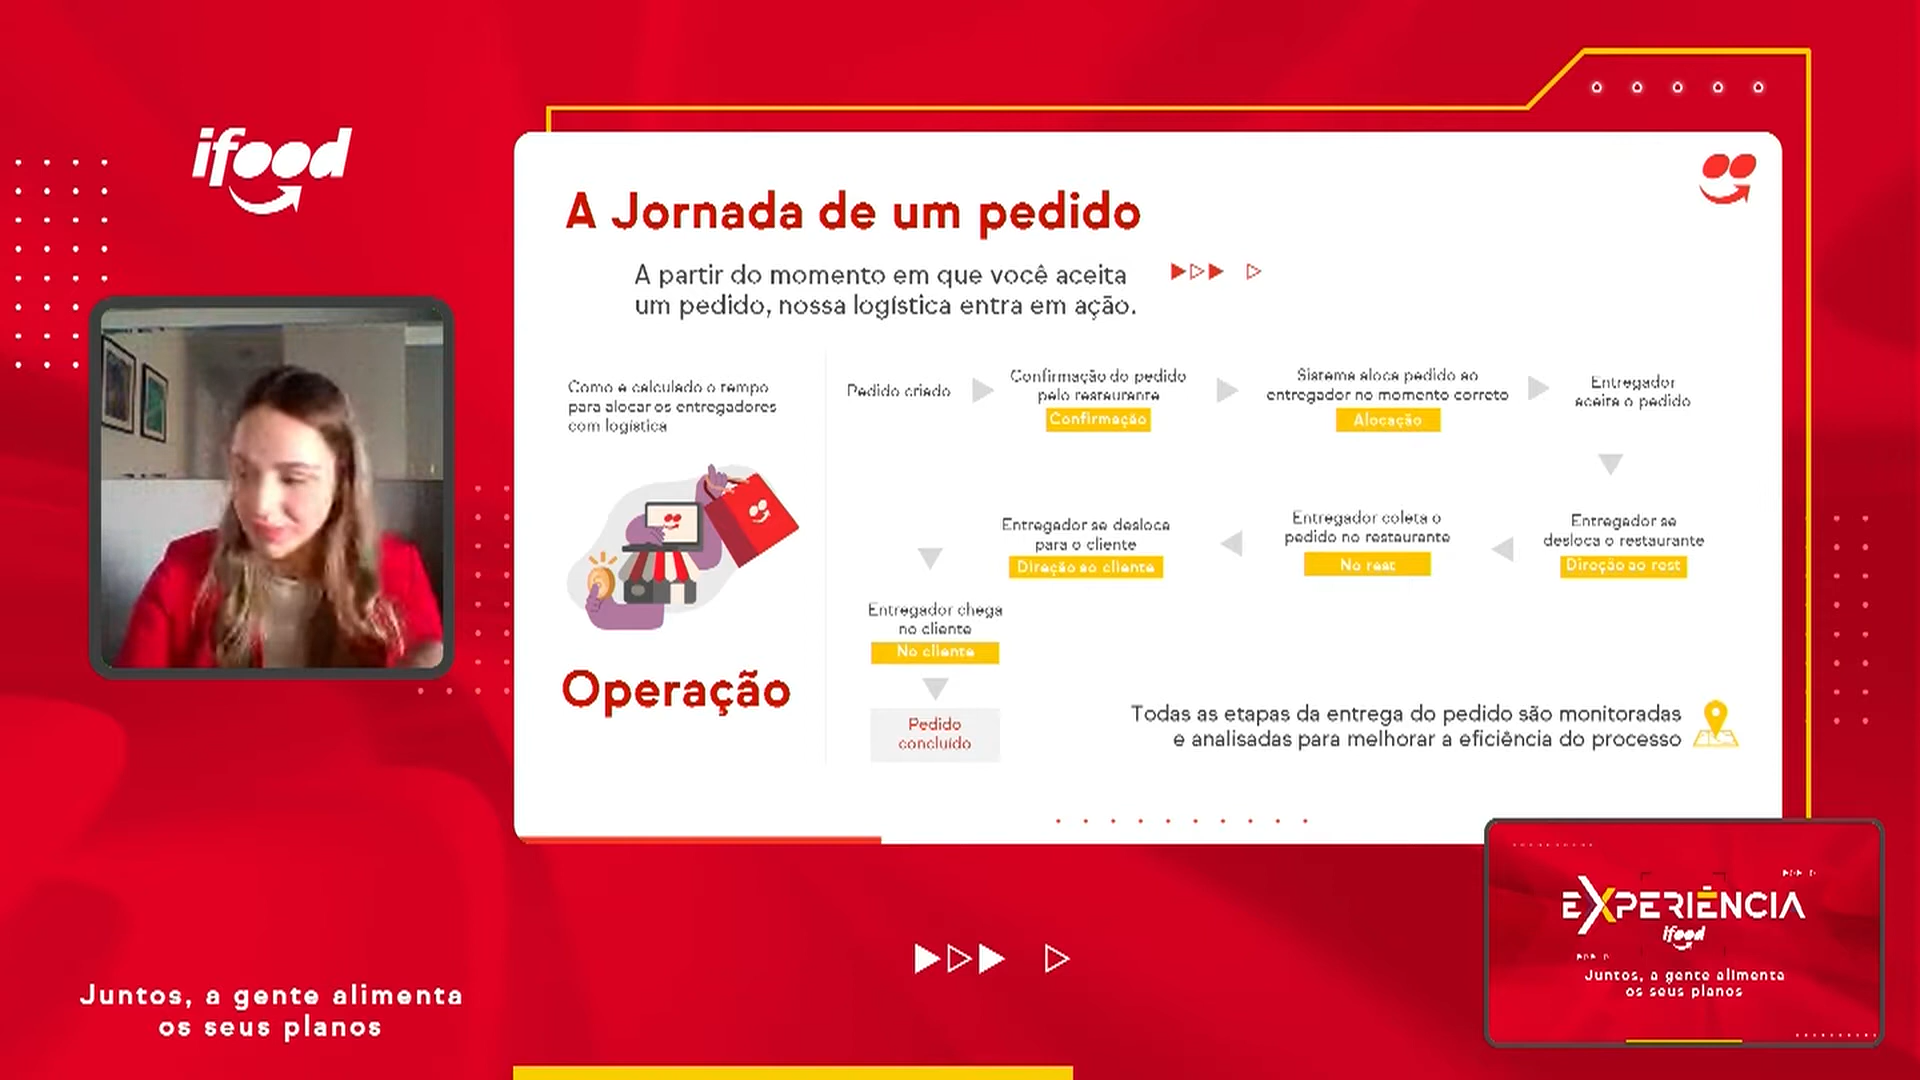 ifood
A Jornada de um pedido
A partir do momento em que você aceita
um pedido, nossa logística entra em ação.
Como é calculado o tempo
para alocar os entregadores
com logística
Operação
Pedido criado
Confirmação do pedido
pelo restaurante
Confirmação
Sistema aloca pedido ao
entregador no momento correto
Alocação
Entregador
aceita o pedido
Entregador se
desloca o restaurante
Direção ao rest
Entregador coleta o
pedido no restaurante
No rest
Entregador se desloca
para o cliente
Direção ao cliente
Entregador chega
no cliente
No cliente
Pedido
concluído
Todas as etapas da entrega do pedido são monitoradas
e analisadas para melhorar a eficiência do processo
Juntos, a gente alimenta
os seus planos
EXPERIÊNCIA
ifood
Juntos, a gente alimenta
os seus planos